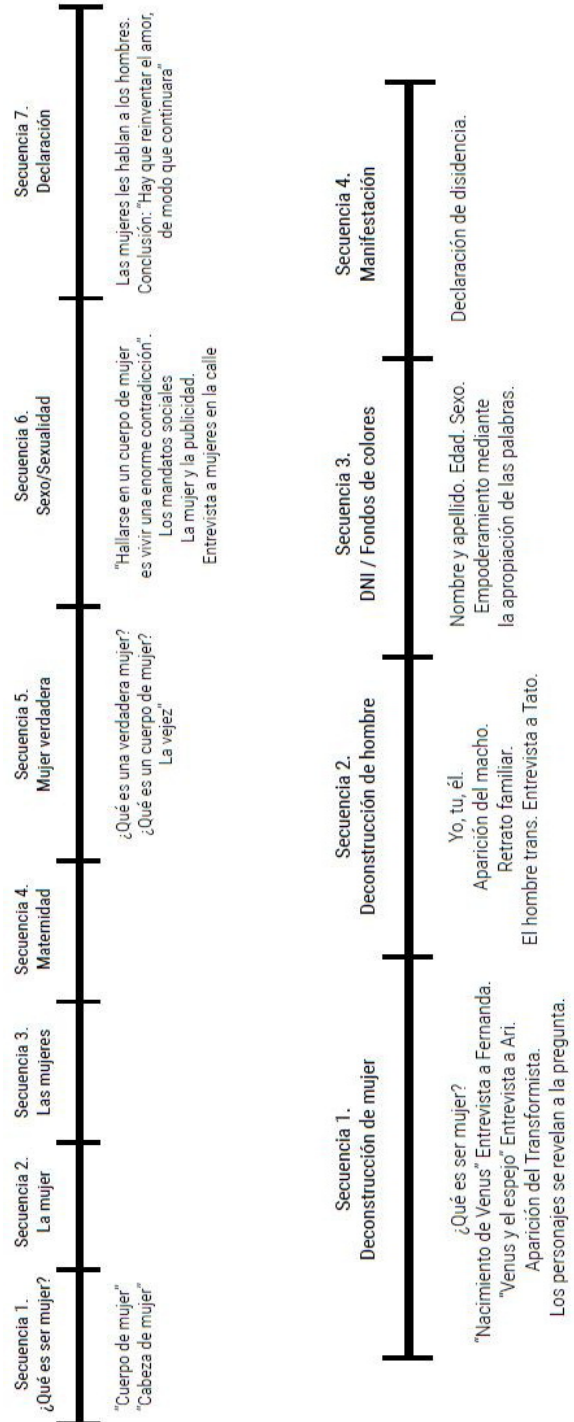 Secuencia 1.
¿Qué es ser mujer?
"Cuerpo de mujer"
"Cabeza de mujer"
Secuencia 2.
La mujer
Secuencia 3.
Las mujeres
Secuencia 4.
Maternidad
Secuencia 5.
Mujer verdadera
¿Qué es una verdadera mujer?
¿Qué es un cuerpo de mujer?
La vejez"
Secuencia 6.
Sexo/Sexualidad
"Hallarse en un cuerpo de mujer
es vivir una enorme contradicción".
Los mandatos sociales
La mujer y la publicidad.
Entrevista a mujeres en la calle
Secuencia 7.
Declaración
Las mujeres les hablan a los hombres.
Conclusión: "Hay que reinventar el amor,
de modo que continuara"
Secuencia 1.
Deconstrucción de mujer
¿Qué es ser mujer?
"Nacimiento de Venus" Entrevista a Fernanda.
"Venus y el espejo" Entrevista a Ari.
Aparición del Transformista.
Los personajes se revelan a la pregunta.
Secuencia 2.
Deconstrucción de hombre
Yo, tu, él.
Aparición del macho.
Retrato familiar.
El hombre trans. Entrevista a Tato.
Secuencia 3.
DNI / Fondos de colores
Nombre y apellido. Edad. Sexo.
Empoderamiento mediante
la apropiación de las palabras.
Secuencia 4.
Manifestación
Declaración de disidencia.